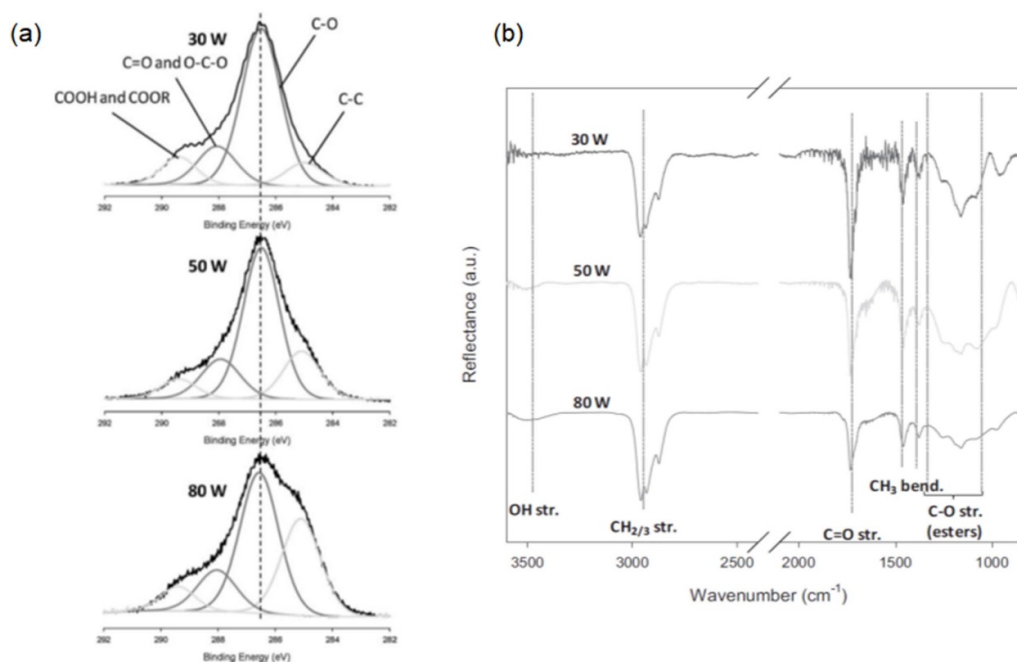 (a)
30 W
C-O
C=O and O-C-O
COOH and COOR
C-C
292 290 288 286 284 282
Binding Energy (eV)
50 W
292 290 288 286 284 282
Binding Energy (eV)
80 W
292 290 288 286 284 282
Binding Energy (eV)
(b)
Reflectance (a.u.)
30 W
50 W
80 W
OH str.
CH2/3 str.
C=O str.
CH3 bend.
C-O str.
(esters)
3500 3000 2500 2000 1500 1000
Wavenumber (cm-1)